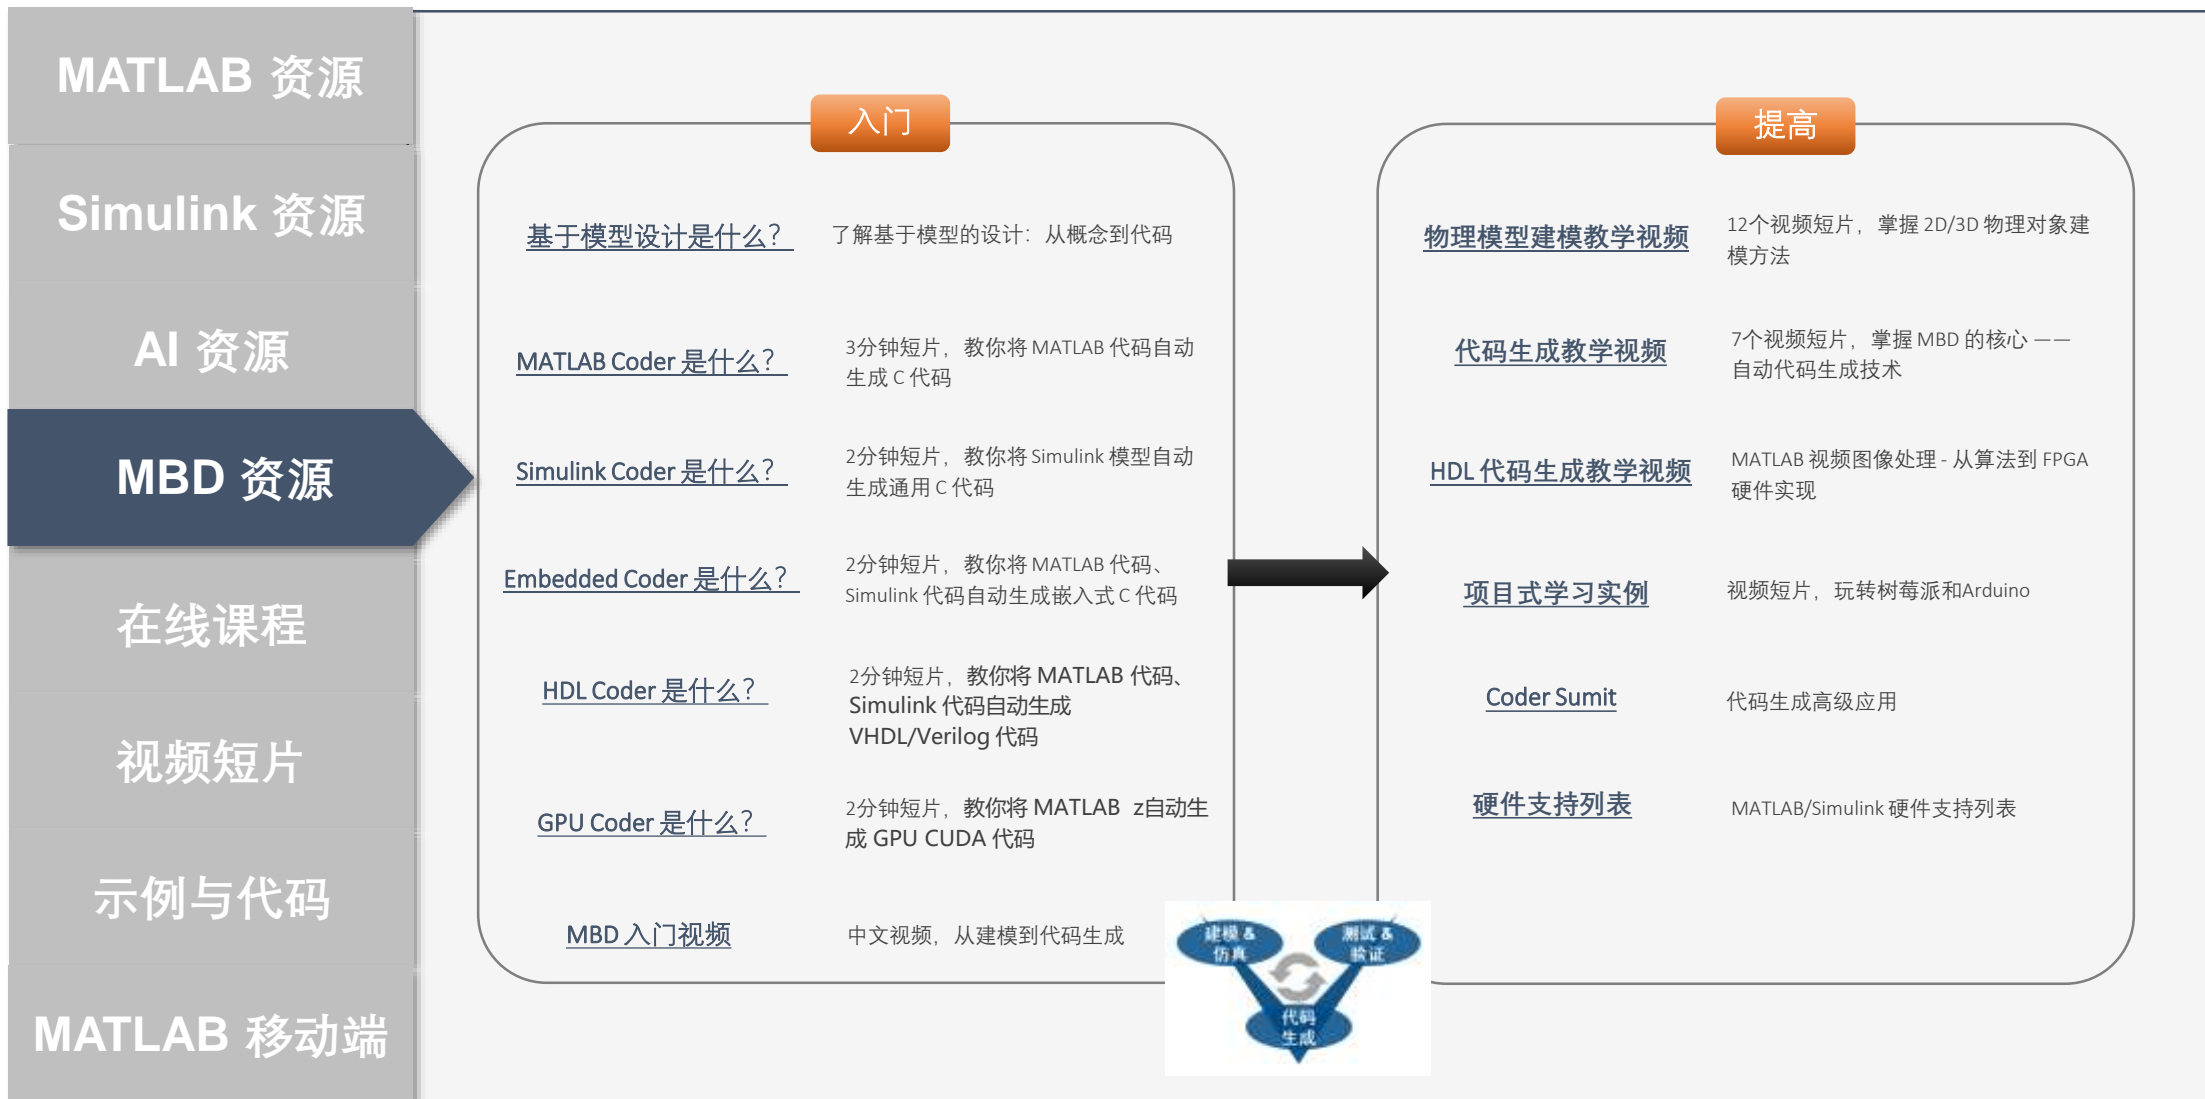 MATLAB 资源
Simulink 资源
AI 资源
MBD 资源
在线课程
视频短片
示例与代码
MATLAB 移动端
入门
基于模型设计是什么？
了解基于模型的设计：从概念到代码
MATLAB Coder 是什么？
3分钟短片，教你将 MATLAB 代码自动
生成 C 代码
Simulink Coder 是什么？
2分钟短片，教你将 Simulink 模型自动
生成通用 C 代码
Embedded Coder 是什么？
2分钟短片，教你将 MATLAB 代码、
Simulink 代码自动生成嵌入式 C 代码
HDL Coder 是什么？
2分钟短片，教你将 MATLAB 代码、
Simulink 代码自动生成
VHDL/Verilog 代码
GPU Coder 是什么？
2分钟短片，教你将 MATLAB z自动生
成 GPU CUDA 代码
MBD 入门视频
中文视频，从建模到代码生成
提高
物理模型建模教学视频
12个视频短片，掌握 2D/3D 物理对象建
模方法
代码生成教学视频
7个视频短片，掌握 MBD 的核心 ——
自动代码生成技术
HDL 代码生成教学视频
MATLAB 视频图像处理 - 从算法到 FPGA
硬件实现
项目式学习实例
视频短片，玩转树莓派和Arduino
Coder Sumit
代码生成高级应用
硬件支持列表
MATLAB/Simulink 硬件支持列表
建模 &
仿真
测试 &
验证
代码
生成